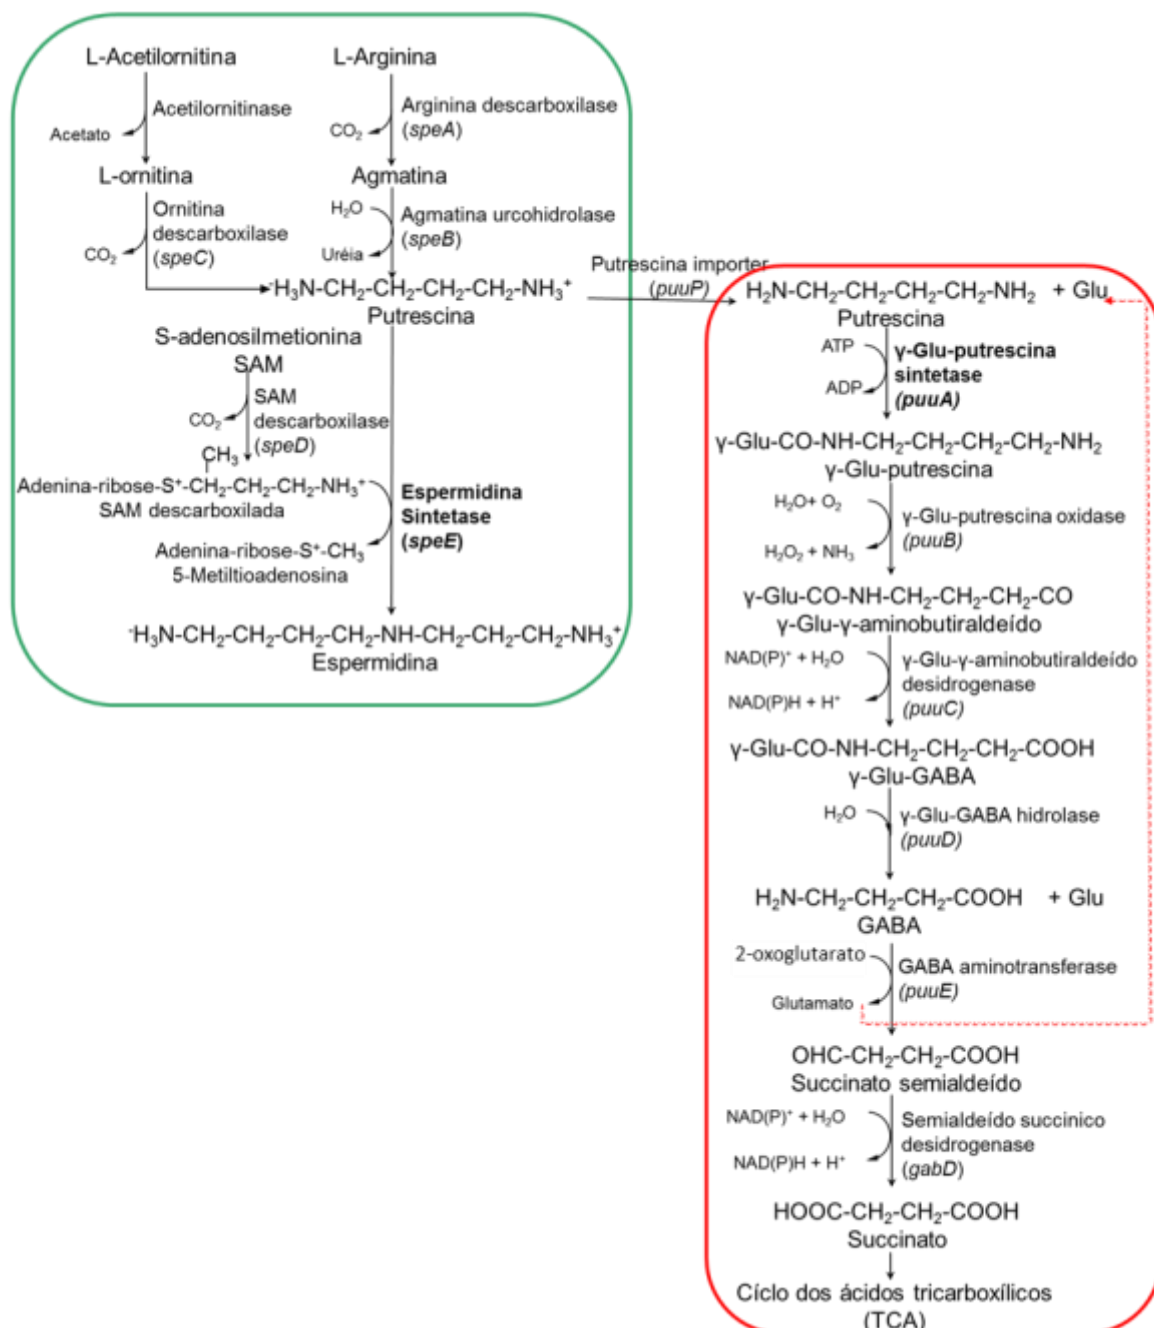 L-Acetilornitina
L-Arginina
Acetilornitinase
Acetato
Arginina descarboxilase
(speA)
CO₂
L-ornitina
Agmatina
Ornitina
descarboxilase
(speC)
CO₂
H₂O
Agmatina urcohidrolase
(speB)
Uréia
⁻H₃N-CH₂-CH₂-CH₂-CH₂-NH₃⁺
Putrescina
Putrescina importer
(puuP)
S-adenosilmetionina
SAM
SAM
descarboxilase
(speD)
CO₂
CH₃
Adenina-ribose-S⁺-CH₂-CH₂-CH₂-NH₃⁺
SAM descarboxilada
Espermidina
Sintetase
(speE)
Adenina-ribose-S⁺-CH₃
5-Metiltioadenosina
⁻H₃N-CH₂-CH₂-CH₂-CH₂-NH-CH₂-CH₂-CH₂-NH₃⁺
Espermidina
H₂N-CH₂-CH₂-CH₂-CH₂-NH₂ + Glu
Putrescina
ATP
ADP
γ-Glu-putrescina
sintetase
(puuA)
γ-Glu-CO-NH-CH₂-CH₂-CH₂-CH₂-NH₂
γ-Glu-putrescina
H₂O+ O₂
H₂O₂ + NH₃
γ-Glu-putrescina oxidase
(puuB)
γ-Glu-CO-NH-CH₂-CH₂-CH₂-CO
γ-Glu-γ-aminobutiraldeído
NAD(P)⁺ + H₂O
NAD(P)H + H⁺
γ-Glu-γ-aminobutiraldeído
desidrogenase
(puuC)
γ-Glu-CO-NH-CH₂-CH₂-CH₂-COOH
γ-Glu-GABA
H₂O
γ-Glu-GABA hidrolase
(puuD)
H₂N-CH₂-CH₂-CH₂-COOH + Glu
GABA
2-oxoglutarato
Glutamato
GABA aminotransferase
(puuE)
OHC-CH₂-CH₂-COOH
Succinato semialdeído
NAD(P)⁺ + H₂O
NAD(P)H + H⁺
Semialdeído succinico
desidrogenase
(gabD)
HOOC-CH₂-CH₂-COOH
Succinato
Cíclo dos ácidos tricarboxílicos
(TCA)